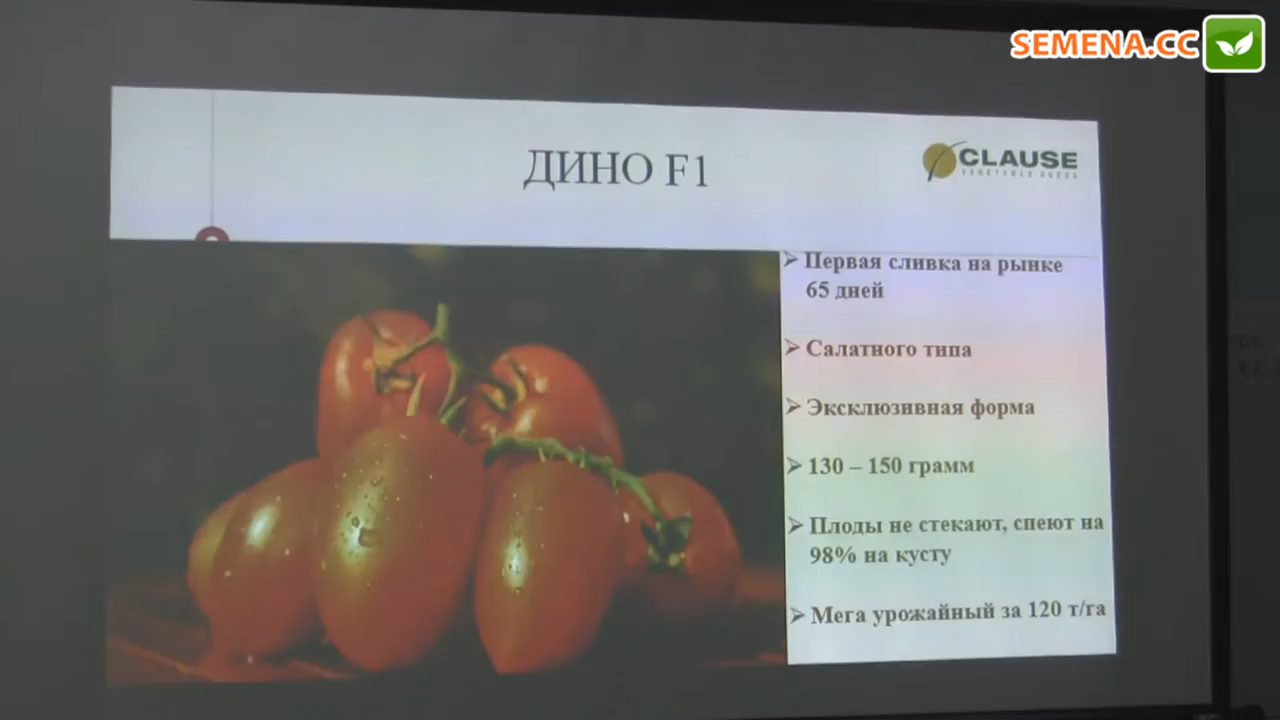 SEMENA.CC
ДИНО F1
CLAUSE
VEGETABLE SEEDS
➢ Первая сливка на рынке
65 дней
➢ Салатного типа
➢ Эксклюзивная форма
➢ 130 – 150 грамм
➢ Плоды не стекают, спеют на
98% на кусту
➢ Мега урожайный за 120 т/га